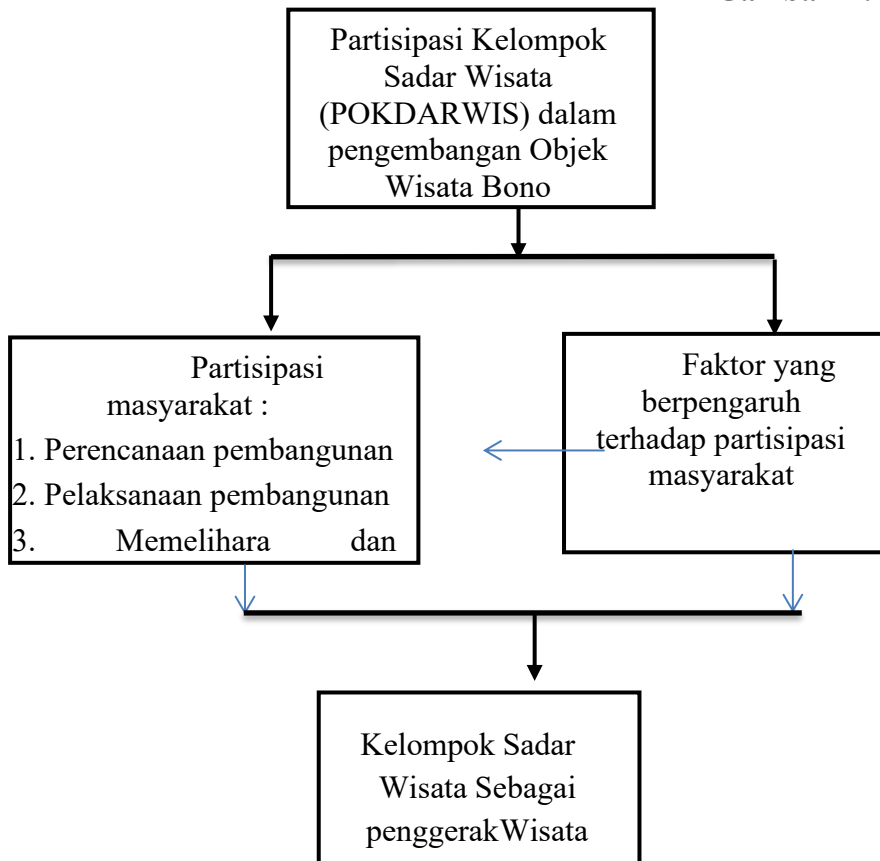 Partisipasi Kelompok
Sadar Wisata
(POKDARWIS) dalam
pengembangan Objek
Wisata Bono
Partisipasi
masyarakat :
1. Perencanaan pembangunan
2. Pelaksanaan pembangunan
3. Memelihara dan
Faktor yang
berpengaruh
terhadap partisipasi
masyarakat
Kelompok Sadar
Wisata Sebagai
penggerakWisata